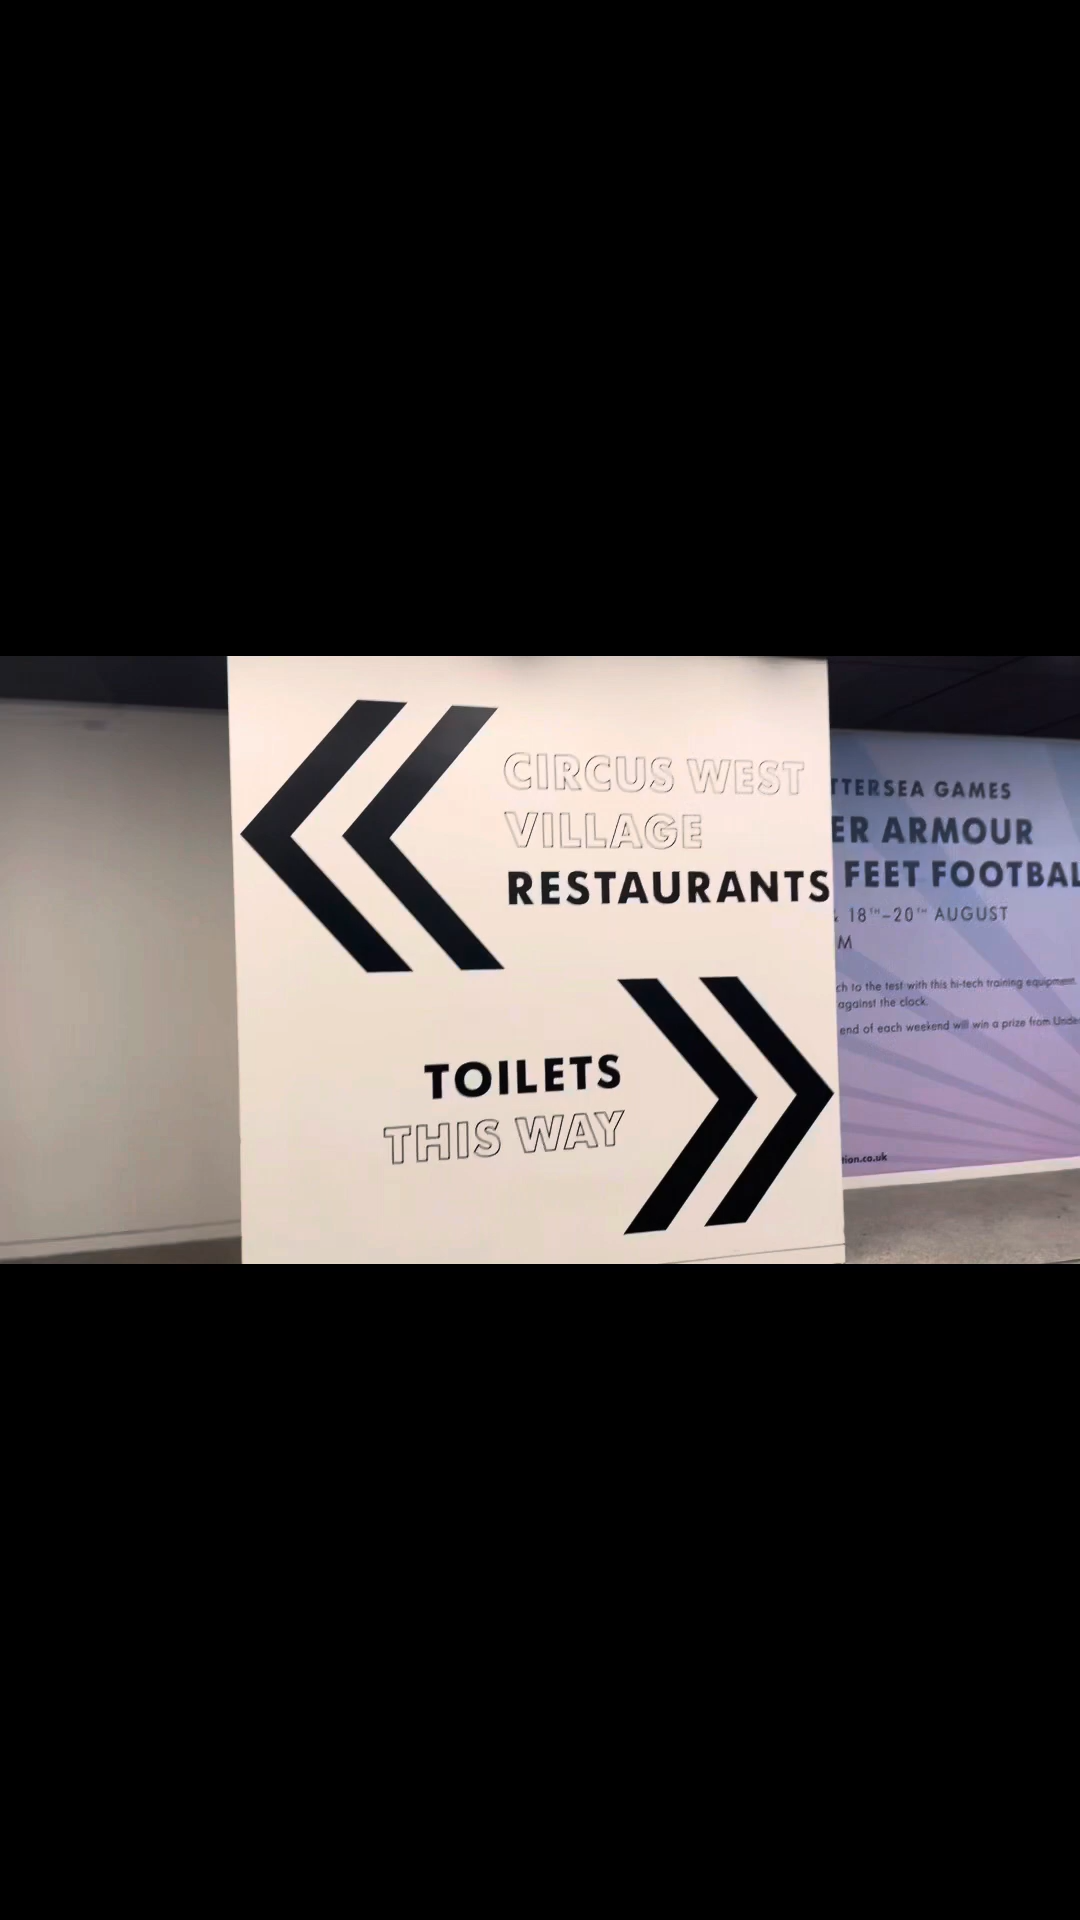 CIRCUS WEST
VILLAGE
RESTAURANTS
TOILETS
THIS WAY
TTERSEA GAMES
ER ARMOUR
FEET FOOTBAL
18TH–20TH AUGUST
M
ch to the test with this hi-tech training equipment
against the clock.
end of each weekend will win a prize from Unde
tion.co.uk